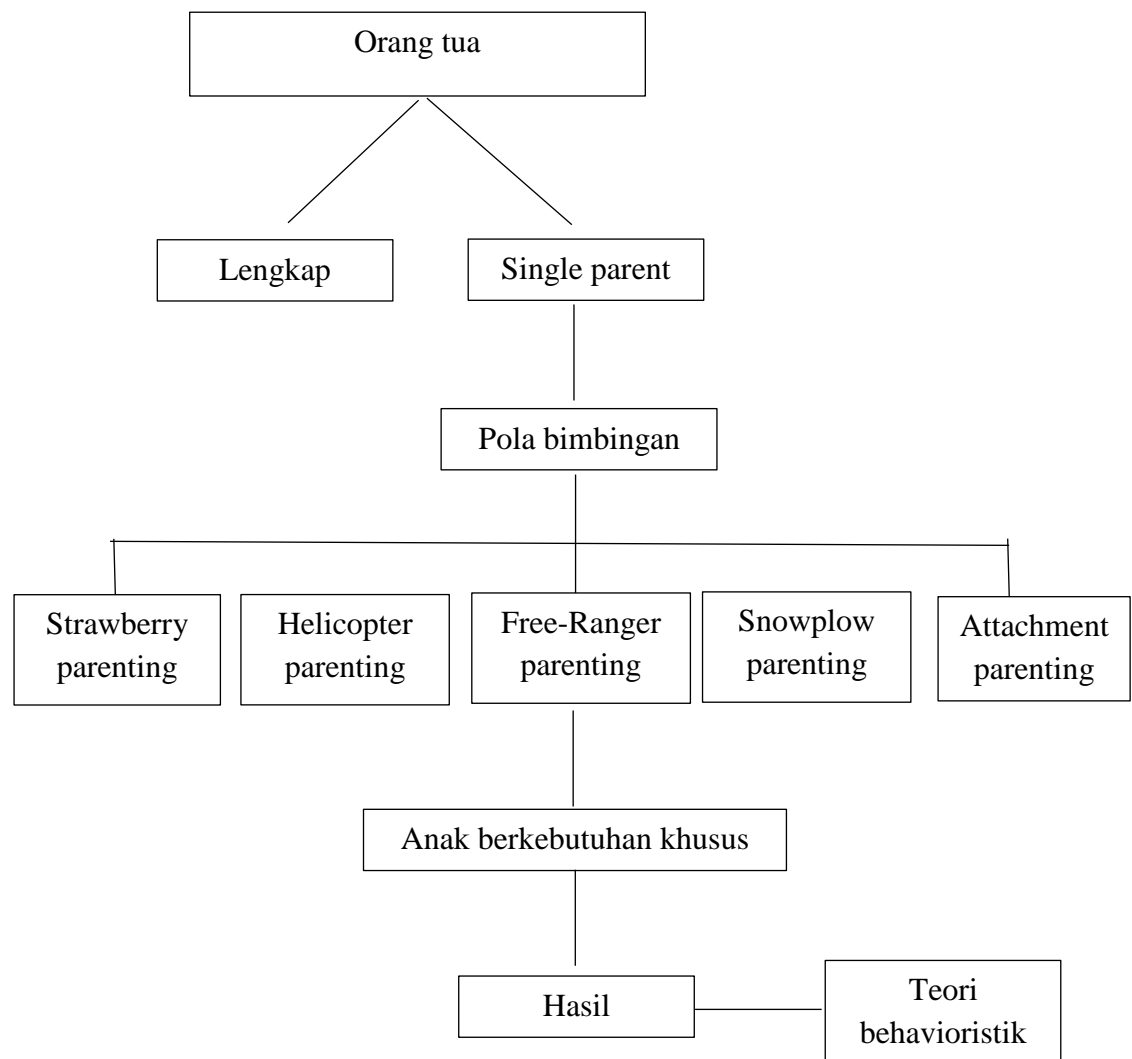 Orang tua
Lengkap
Single parent
Pola bimbingan
Strawberry
parenting
Helicopter
parenting
Free-Ranger
parenting
Snowplow
parenting
Attachment
parenting
Anak berkebutuhan khusus
Hasil
Teori
behavioristik